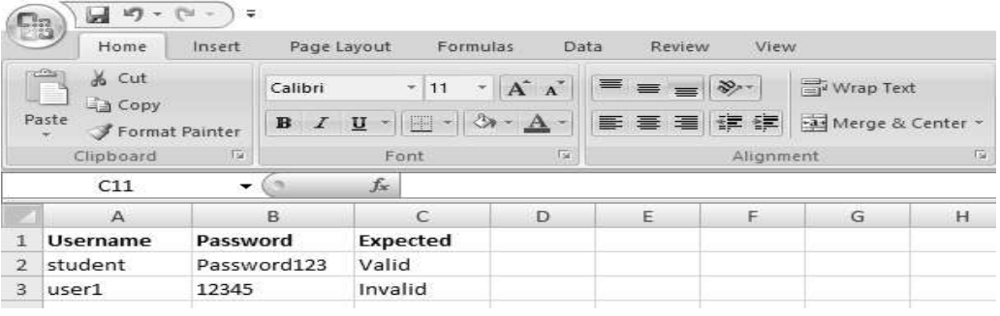 Home Insert Page Layout Formulas Data Review View
Cut
Calibri 11 A A Wrap Text
Copy
Paste
Format Painter B I U A Merge & Center
Clipboard Font Alignment
C11 fx
A B C D E F G H
1 Username Password Expected
2 student Password123 Valid
3 user1 12345 Invalid